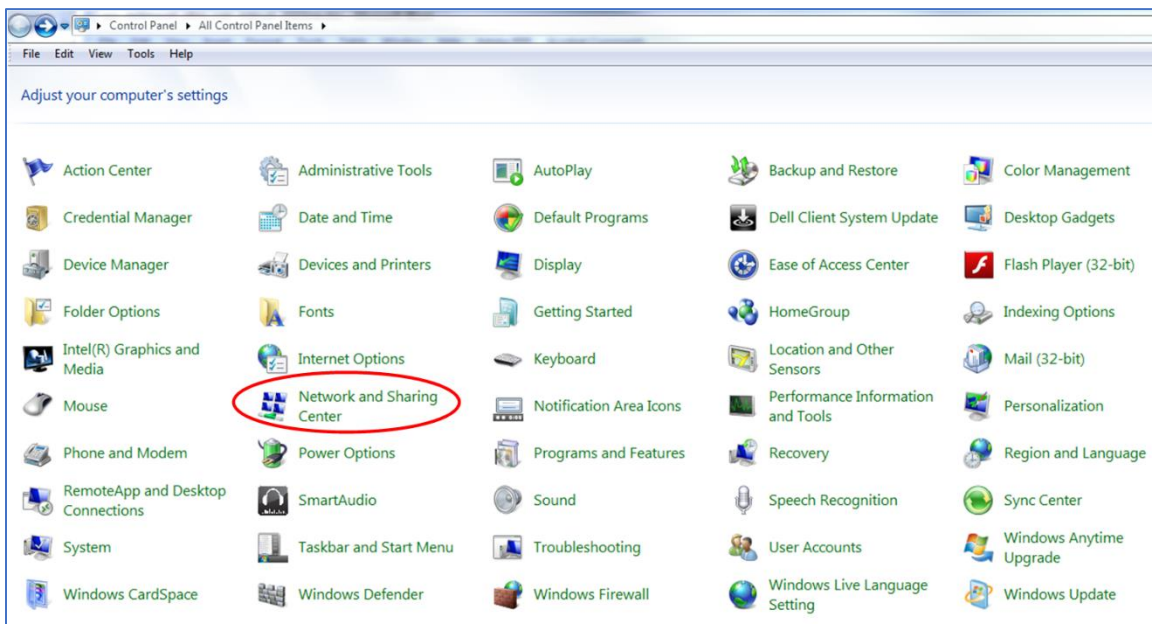 Control Panel ▸ All Control Panel Items ▸
File Edit View Tools Help
Adjust your computer's settings
Action Center Administrative Tools AutoPlay Backup and Restore Color Management
Credential Manager Date and Time Default Programs Dell Client System Update Desktop Gadgets
Device Manager Devices and Printers Display Ease of Access Center Flash Player (32-bit)
Folder Options Fonts Getting Started HomeGroup Indexing Options
Intel(R) Graphics and
Media
Internet Options Keyboard
Location and Other
Sensors
Mail (32-bit)
Mouse
Network and Sharing
Center
Notification Area Icons
Performance Information
and Tools
Personalization
Phone and Modem Power Options Programs and Features Recovery Region and Language
RemoteApp and Desktop
Connections
SmartAudio Sound Speech Recognition Sync Center
System Taskbar and Start Menu Troubleshooting User Accounts
Windows Anytime
Upgrade
Windows CardSpace Windows Defender Windows Firewall
Windows Live Language
Setting
Windows Update